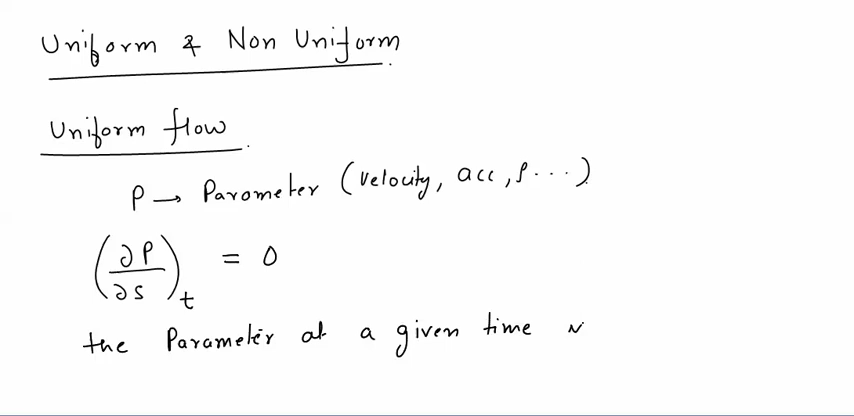 Uniform & Non Uniform
Uniform flow
P → Parameter (velocity, acc, ρ ...)
(∂P/∂s)t = 0
the Parameter at a given time